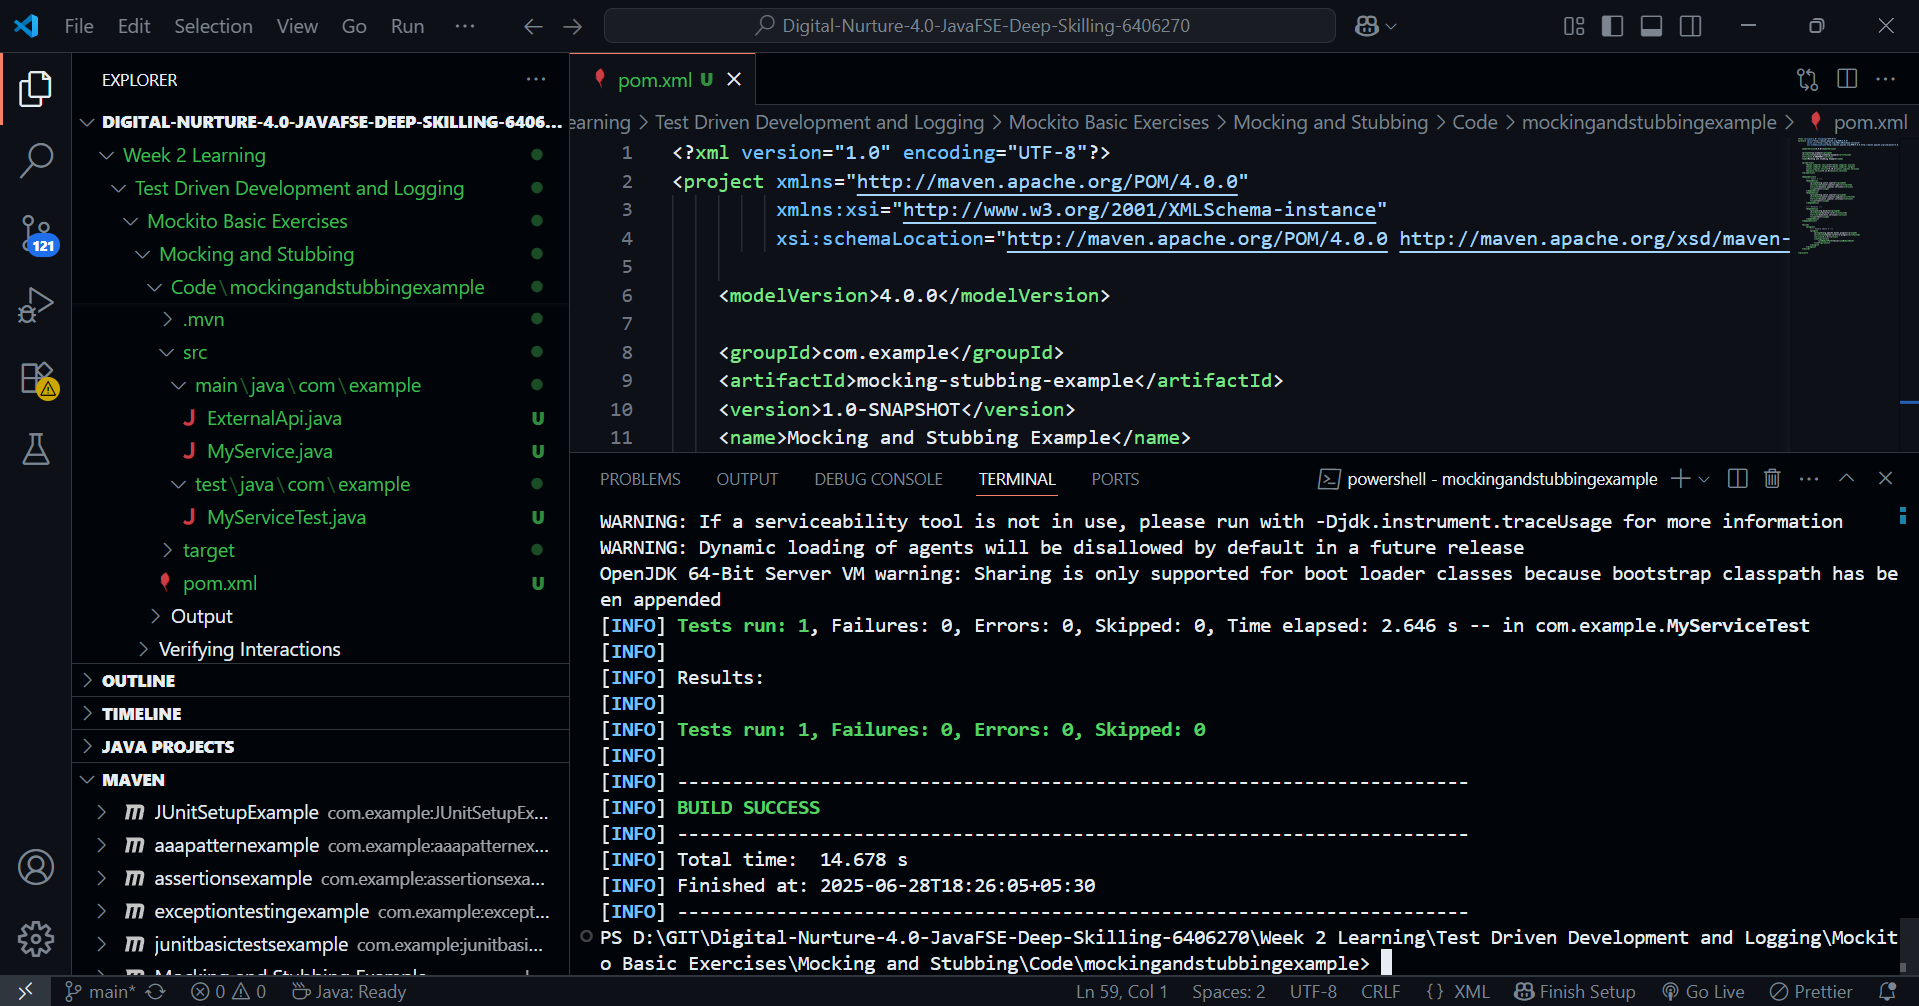 File Edit Selection View Go Run ··· Digital-Nurture-4.0-JavaFSE-Deep-Skilling-6406270
EXPLORER
DIGITAL-NURTURE-4.0-JAVAFSE-DEEP-SKILLING-6406...
Week 2 Learning
Test Driven Development and Logging
Mockito Basic Exercises
Mocking and Stubbing
Code\mockingandstubbingexample
.mvn
src
main\java\com\example
ExternalApi.java U
MyService.java U
test\java\com\example
MyServiceTest.java U
target
pom.xml U
Output
Verifying Interactions
OUTLINE
TIMELINE
JAVA PROJECTS
MAVEN
JUnitSetupExample com.example:JUnitSetupEx...
aaapatternexample com.example:aaapatternex...
assertionsexample com.example:assertionsexa...
exceptiontestingexample com.example:except...
junitbasictestsexample com.example:junitbasi...
Mocking and Stubbing Example
121
pom.xml U
earning > Test Driven Development and Logging > Mockito Basic Exercises > Mocking and Stubbing > Code > mockingandstubbingexample > pom.xml
1 <?xml version="1.0" encoding="UTF-8"?>
2 <project xmlns="http://maven.apache.org/POM/4.0.0"
3 xmlns:xsi="http://www.w3.org/2001/XMLSchema-instance"
4 xsi:schemaLocation="http://maven.apache.org/POM/4.0.0 http://maven.apache.org/xsd/maven-
5
6 <modelVersion>4.0.0</modelVersion>
7
8 <groupId>com.example</groupId>
9 <artifactId>mocking-stubbing-example</artifactId>
10 <version>1.0-SNAPSHOT</version>
11 <name>Mocking and Stubbing Example</name>
PROBLEMS OUTPUT DEBUG CONSOLE TERMINAL PORTS powershell - mockingandstubbingexample
WARNING: If a serviceability tool is not in use, please run with -Djdk.instrument.traceUsage for more information
WARNING: Dynamic loading of agents will be disallowed by default in a future release
OpenJDK 64-Bit Server VM warning: Sharing is only supported for boot loader classes because bootstrap classpath has be
en appended
[INFO] Tests run: 1, Failures: 0, Errors: 0, Skipped: 0, Time elapsed: 2.646 s -- in com.example.MyServiceTest
[INFO]
[INFO] Results:
[INFO]
[INFO] Tests run: 1, Failures: 0, Errors: 0, Skipped: 0
[INFO]
[INFO] ------------------------------------------------------------------------
[INFO] BUILD SUCCESS
[INFO] ------------------------------------------------------------------------
[INFO] Total time:  14.678 s
[INFO] Finished at: 2025-06-28T18:26:05+05:30
[INFO] ------------------------------------------------------------------------
PS D:\GIT\Digital-Nurture-4.0-JavaFSE-Deep-Skilling-6406270\Week 2 Learning\Test Driven Development and Logging\Mockit
o Basic Exercises\Mocking and Stubbing\Code\mockingandstubbingexample>
main* 0 0 Java: Ready Ln 59, Col 1 Spaces: 2 UTF-8 CRLF {} XML Finish Setup Go Live Prettier